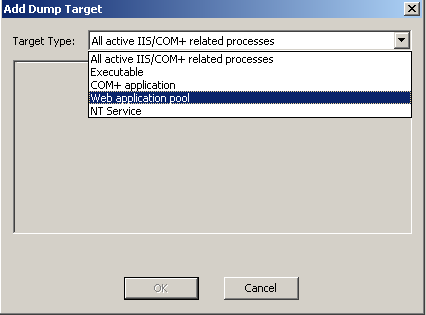 Add Dump Target
Target Type: All active IIS/COM+ related processes
All active IIS/COM+ related processes
Executable
COM+ application
Web application pool
NT Service
OK Cancel